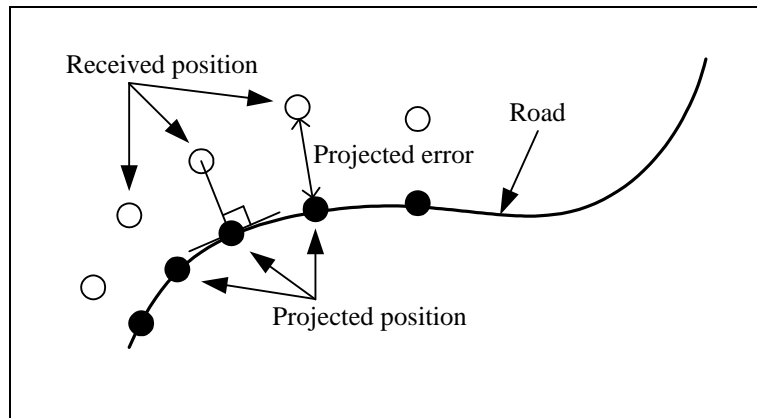 Received position
Road
Projected error
Projected position